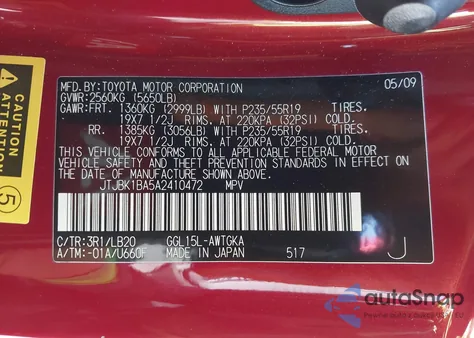 MFD.BY:TOYOTA MOTOR CORPORATION 05/09
GVWR:2560KG (5650LB)
GAWR:FRT. 1360KG (2999LB) WITH P235/55R19 TIRES.
19X7 1/2J RIMS. AT 220KPA (32PSI) COLD.
RR. 1385KG (3056LB) WITH P235/55R19 TIRES.
19X7 1/2J RIMS. AT 220KPA (32PSI) COLD.
THIS VEHICLE CONFORMS TO ALL APPLICABLE FEDERAL MOTOR VEHICLE
SAFETY AND THEFT PREVENTION STANDARDS IN EFFECT ON THE DATE OF
MANUFACTURE SHOWN ABOVE.
JTJBK1BA5A2410472 MPV
C/TR:3R1/LB20 GGL15L-AWTGKA
A/TM:-01A/U660F MADE IN JAPAN 517 J
5
autoSnap